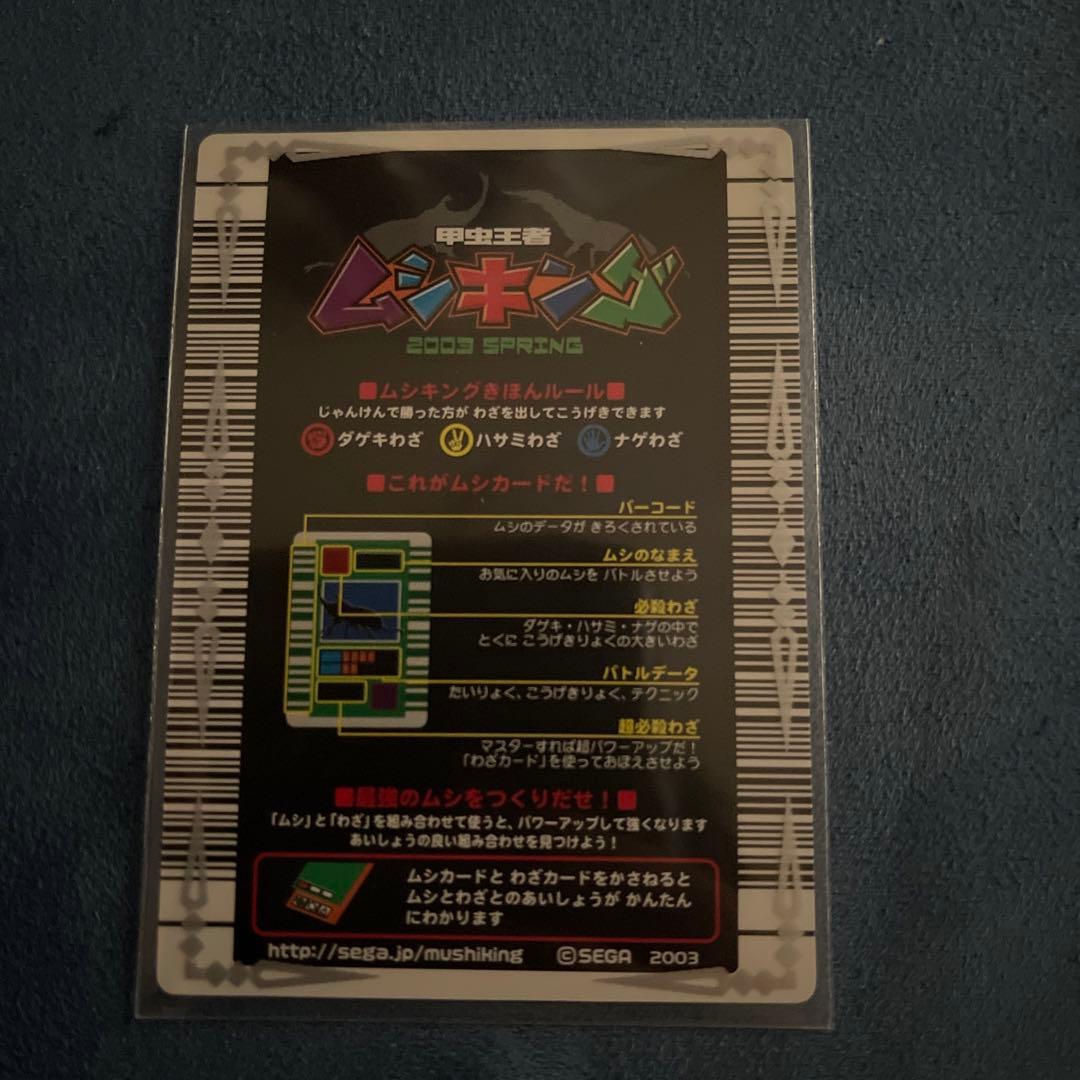 甲虫王者
ムシキング
2003 SPRING
■ムシキングきほんルール■
じゃんけんで勝った方が わざを出してこうげきできます
ダゲキわざ ハサミわざ ナゲわざ
■これがムシカードだ！■
バーコード
ムシのデータが きろくされている
ムシのなまえ
お気に入りのムシを バトルさせよう
必殺わざ
ダゲキ・ハサミ・ナゲの中で
とくに こうげきりょくの大きいわざ
バトルデータ
たいりょく、こうげきりょく、テクニック
超必殺わざ
マスターすれば超パワーアップだ！
「わざカード」を使っておぼえさせよう
■最強のムシをつくりだせ！■
「ムシ」と「わざ」を組み合わせて使うと、パワーアップして強くなります
あいしょうの良い組み合わせを見つけよう！
ムシカードと わざカードをかさねると
ムシとわざとのあいしょうが かんたん
にわかります
http://sega.jp/mushiking ©SEGA 2003